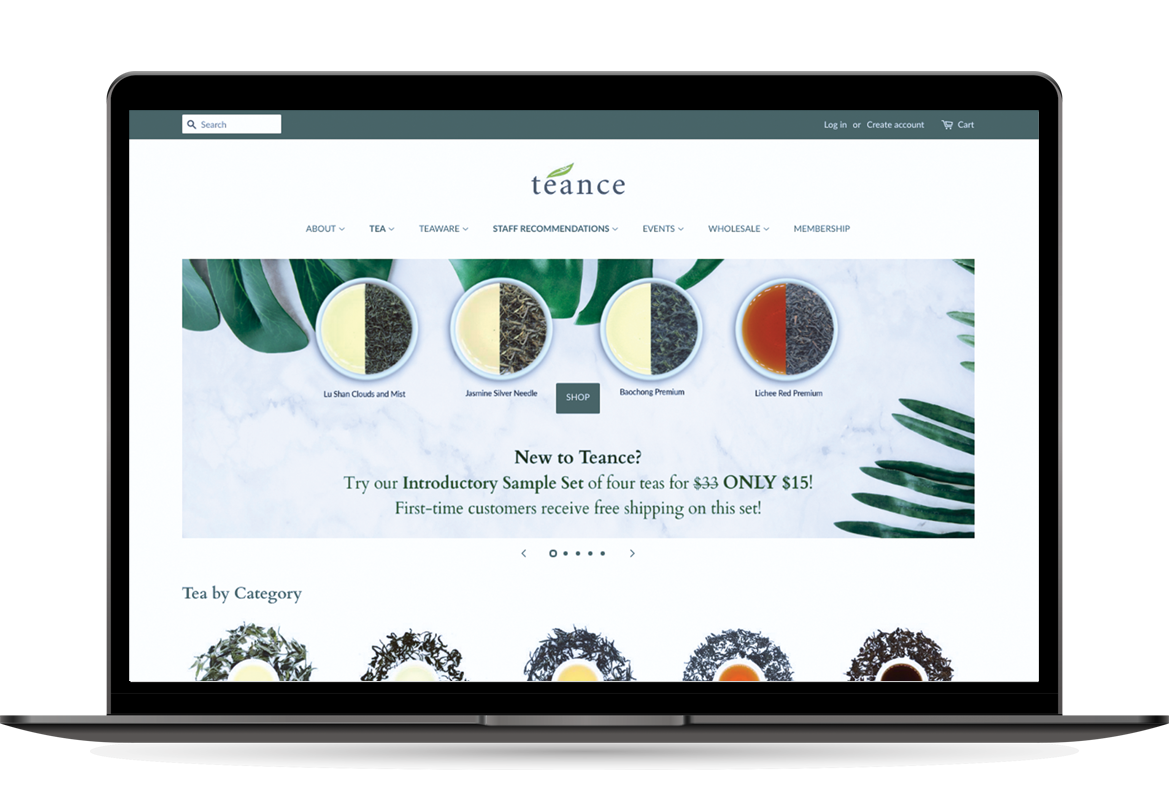 Search
Log in or Create account Cart
teance
ABOUT TEA TEAWARE STAFF RECOMMENDATIONS EVENTS WHOLESALE MEMBERSHIP
Lu Shan Clouds and Mist Jasmine Silver Needle Baochong Premium Lichee Red Premium
SHOP
New to Teance?
Try our Introductory Sample Set of four teas for $33 ONLY $15!
First-time customers receive free shipping on this set!
Tea by Category